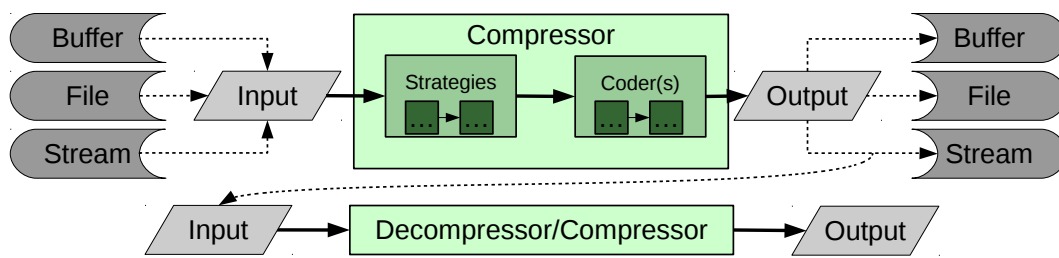 Buffer
File
Stream
Input
Compressor
Strategies
... ...
Coder(s)
... ...
Output
Buffer
File
Stream
Input
Decompressor/Compressor
Output